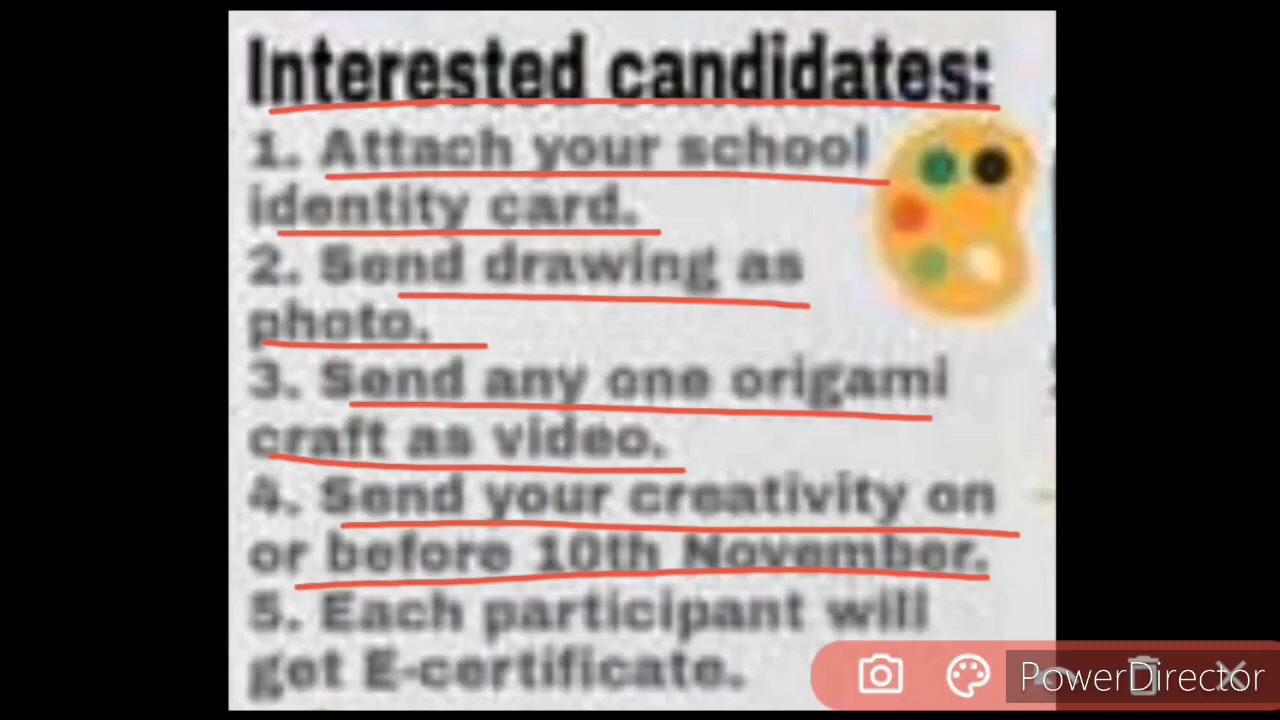 Interested candidates:
1. Attach your school
identity card.
2. Send drawing as
photo.
3. Send any one origami
craft as video.
4. Send your creativity on
or before 10th November.
5. Each participant will
get E-certificate.
PowerDirector